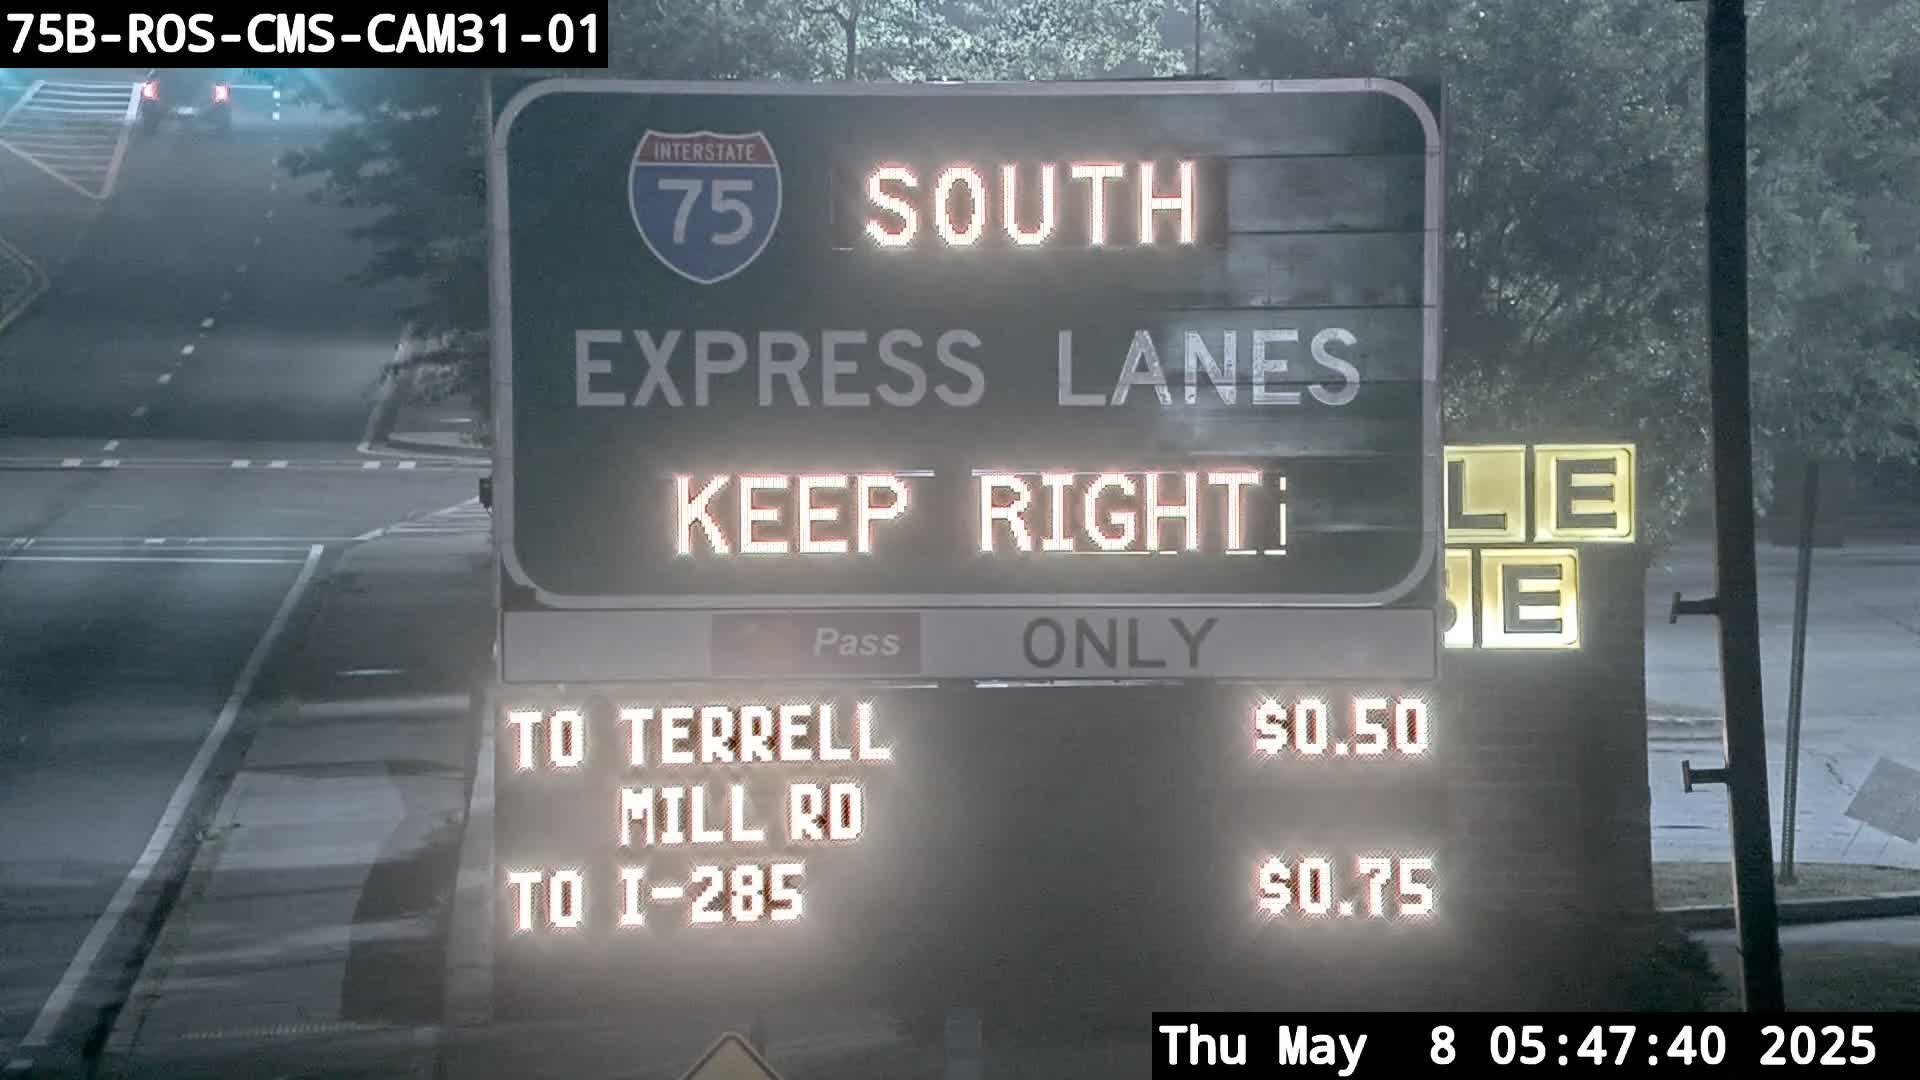 75B-ROS-CMS-CAM31-01
INTERSTATE
75
SOUTH
EXPRESS LANES
KEEP RIGHT
Pass ONLY
TO TERRELL $0.50
MILL RD
TO I-285 $0.75
LE
E
Thu May 8 05:47:40 2025